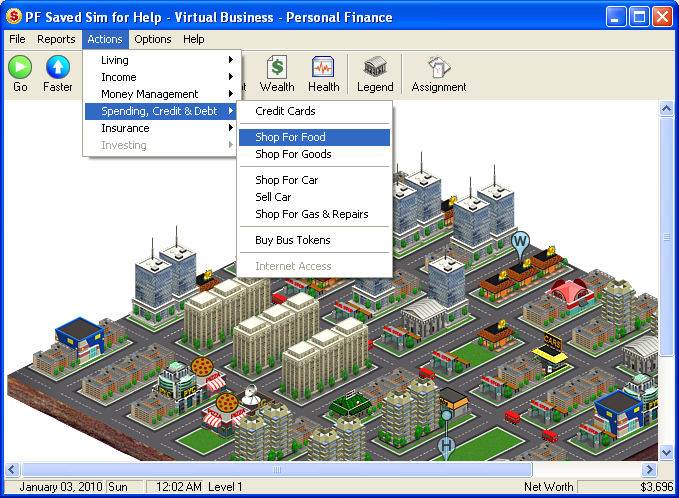 PF Saved Sim for Help - Virtual Business - Personal Finance
File Reports Actions Options Help
Go Faster Wealth Health Legend Assignment
Living
Income
Money Management
Spending, Credit & Debt
Insurance
Investing
Credit Cards
Shop For Food
Shop For Goods
Shop For Car
Sell Car
Shop For Gas & Repairs
Buy Bus Tokens
Internet Access
W
CARS
H
January 03, 2010 Sun 12:02 AM Level 1 Net Worth $3,696